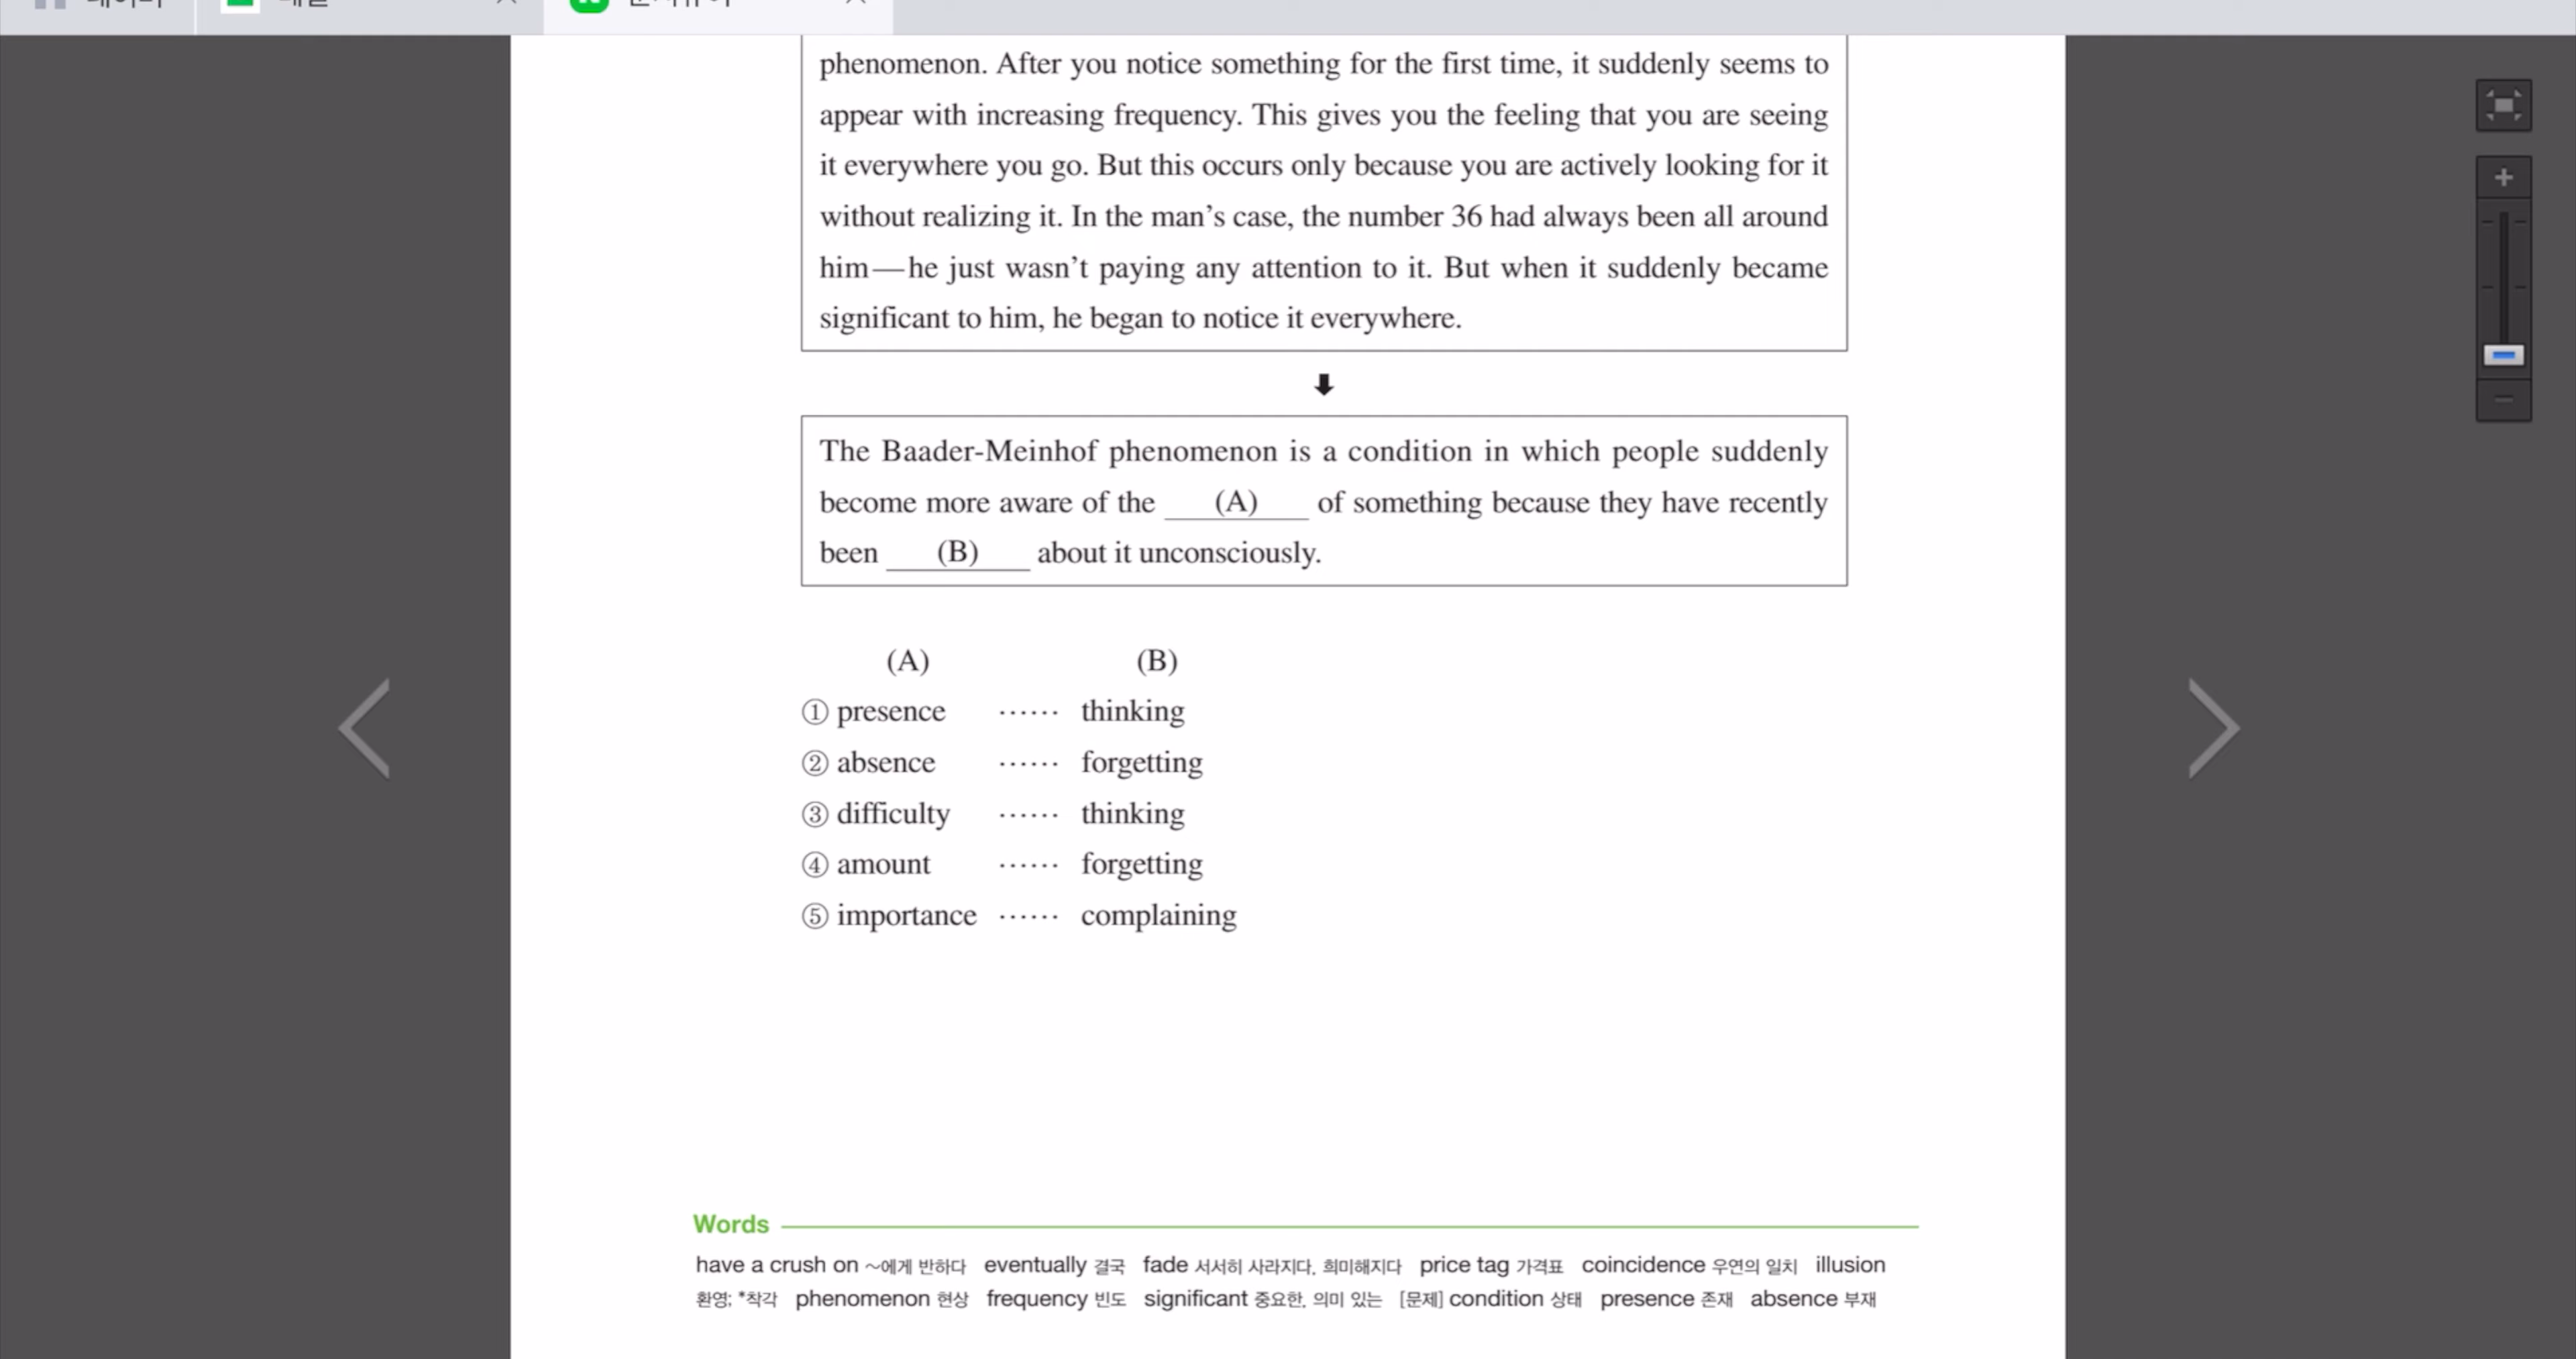 phenomenon. After you notice something for the first time, it suddenly seems to
appear with increasing frequency. This gives you the feeling that you are seeing
it everywhere you go. But this occurs only because you are actively looking for it
without realizing it. In the man’s case, the number 36 had always been all around
him—he just wasn’t paying any attention to it. But when it suddenly became
significant to him, he began to notice it everywhere.
The Baader-Meinhof phenomenon is a condition in which people suddenly
become more aware of the (A) of something because they have recently
been (B) about it unconsciously.
(A) (B)
① presence ······ thinking
② absence ······ forgetting
③ difficulty ······ thinking
④ amount ······ forgetting
⑤ importance ······ complaining
Words
have a crush on ~에게 반하다 eventually 결국 fade 서서히 사라지다, 희미해지다 price tag 가격표 coincidence 우연의 일치 illusion
환영; *착각 phenomenon 현상 frequency 빈도 significant 중요한, 의미 있는 [문제] condition 상태 presence 존재 absence 부재